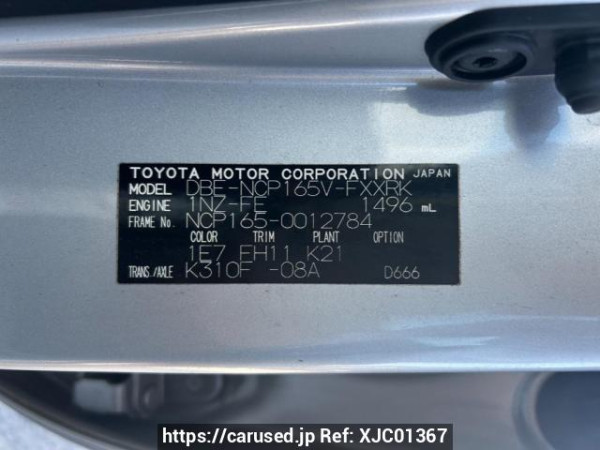 TOYOTA MOTOR CORPORATION JAPAN
MODEL DBE-NCP165V-FXXRK
ENGINE 1NZ-FE 1496 mL
FRAME No. NCP165-0012784
COLOR TRIM PLANT OPTION
1E7 FH11 K21
TRANS./AXLE K310F -08A D666
https://carused.jp Ref: XJC01367